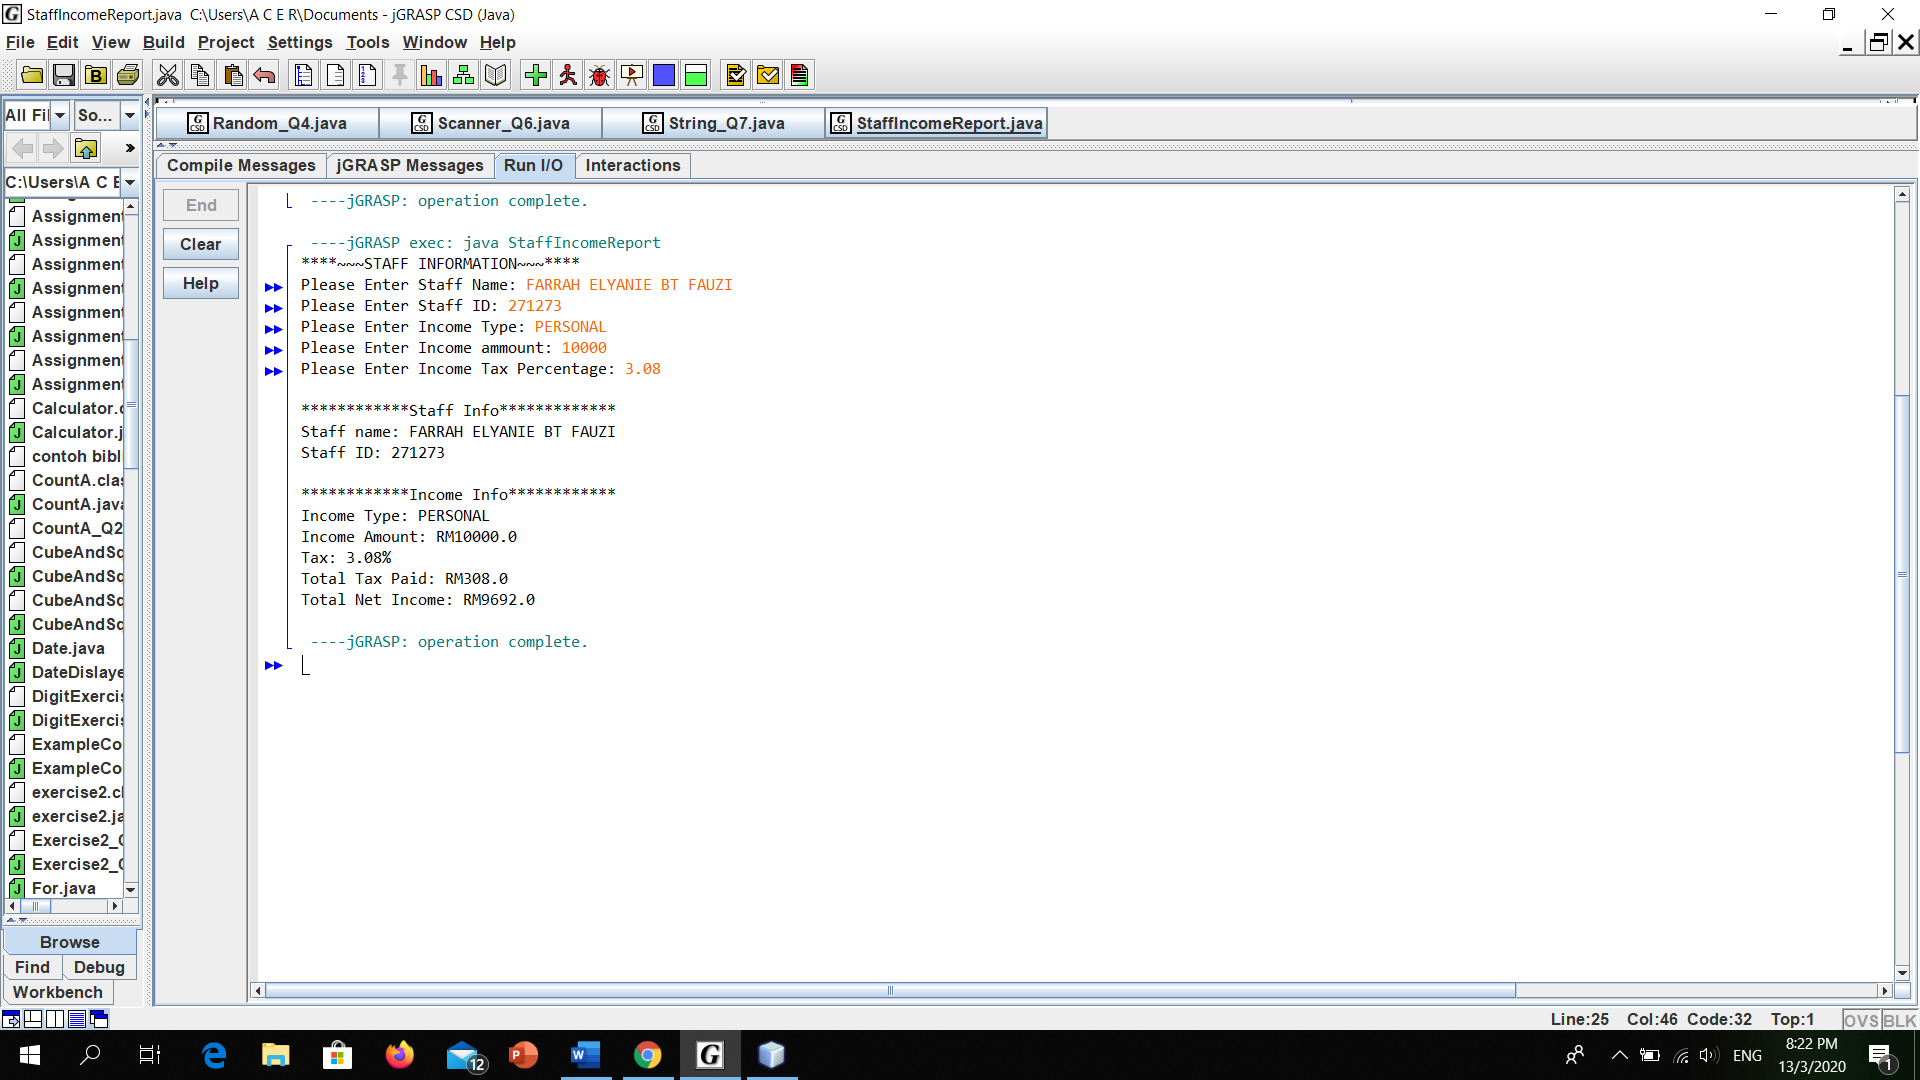 StaffIncomeReport.java  C:\Users\A C E R\Documents - jGRASP CSD (Java)
File Edit View Build Project Settings Tools Window Help
All Fil So...
Random_Q4.java Scanner_Q6.java String_Q7.java StaffIncomeReport.java
Compile Messages jGRASP Messages Run I/O Interactions
C:\Users\A C E
Assignment
Assignment
Assignment
Assignment
Assignment
Assignment
Assignment
Assignment
Calculator.c
Calculator.j
contoh bibl
CountA.clas
CountA.java
CountA_Q2
CubeAndSq
CubeAndSq
CubeAndSq
CubeAndSq
Date.java
DateDislaye
DigitExercis
DigitExercis
ExampleCo
ExampleCo
exercise2.cl
exercise2.ja
Exercise2_Q
Exercise2_Q
For.java
Browse
Find Debug
Workbench
End
Clear
Help
----jGRASP: operation complete.
----jGRASP exec: java StaffIncomeReport
****~~~STAFF INFORMATION~~~****
Please Enter Staff Name: FARRAH ELYANIE BT FAUZI
Please Enter Staff ID: 271273
Please Enter Income Type: PERSONAL
Please Enter Income ammount: 10000
Please Enter Income Tax Percentage: 3.08
************Staff Info*************
Staff name: FARRAH ELYANIE BT FAUZI
Staff ID: 271273
************Income Info************
Income Type: PERSONAL
Income Amount: RM10000.0
Tax: 3.08%
Total Tax Paid: RM308.0
Total Net Income: RM9692.0
----jGRASP: operation complete.
Line:25 Col:46 Code:32 Top:1 OVS BLK
12
ENG
8:22 PM
13/3/2020
1